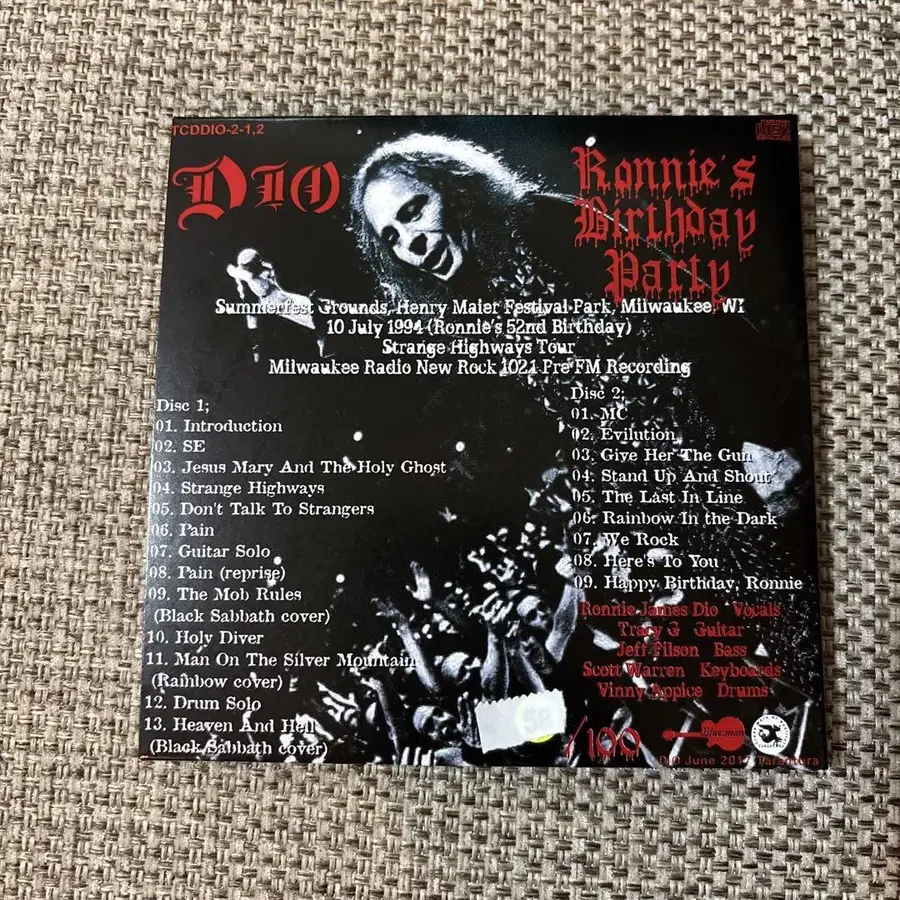 TCDDIO-2-1,2
DIO
Ronnie's
Birthday
Party
Summerfest Grounds, Henry Maier Festival Park, Milwaukee, WI
10 July 1994 (Ronnie's 52nd Birthday)
Strange Highways Tour
Milwaukee Radio New Rock 102.1 Pre FM Recording
Disc 1;
01. Introduction
02. SE
03. Jesus Mary And The Holy Ghost
04. Strange Highways
05. Don't Talk To Strangers
06. Pain
07. Guitar Solo
08. Pain (reprise)
09. The Mob Rules
(Black Sabbath cover)
10. Holy Diver
11. Man On The Silver Mountain
(Rainbow cover)
12. Drum Solo
13. Heaven And Hell
(Black Sabbath cover)
Disc 2;
01. MC
02. Evilution
03. Give Her The Gun
04. Stand Up And Shout
05. The Last In Line
06. Rainbow In the Dark
07. We Rock
08. Here's To You
09. Happy Birthday, Ronnie
Ronnie James Dio Vocals
Tracy G Guitar
Jeff Pilson Bass
Scott Warren Keyboards
Vinny Appice Drums
58
/100
Bluesman
DIO June 2017 Tarantura